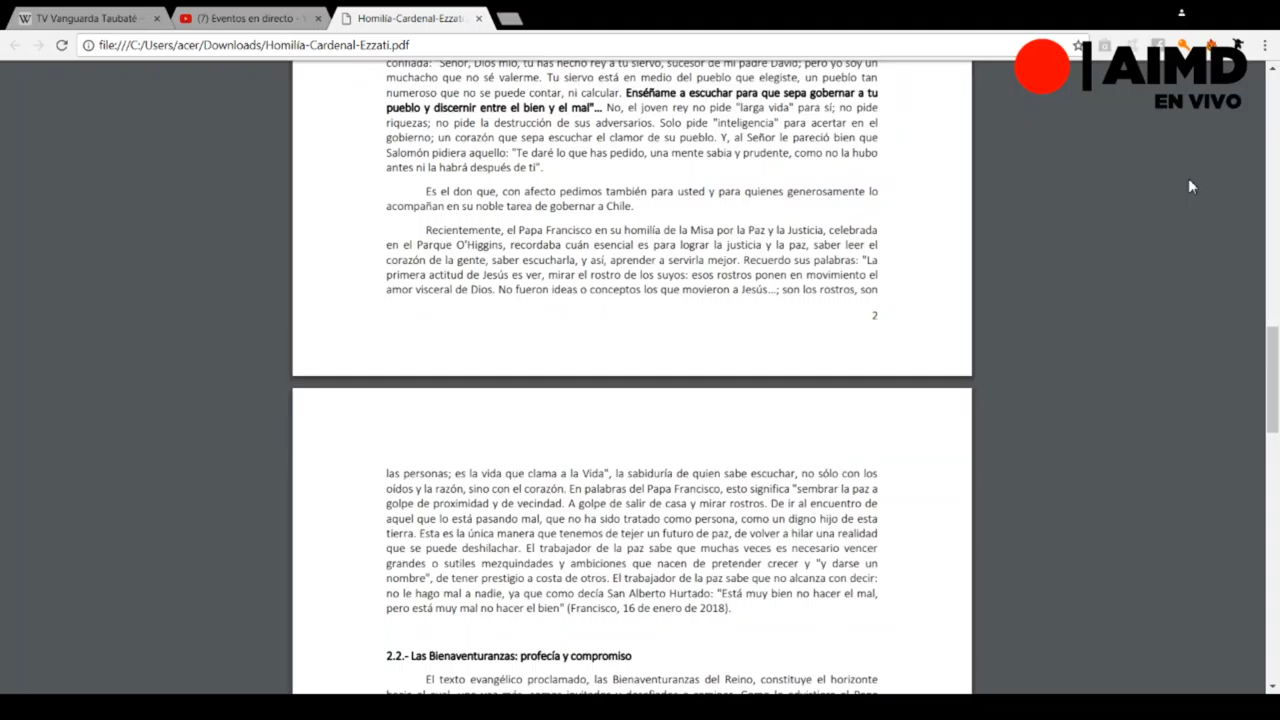 TV Vanguarda Taubaté -
(7) Eventos en directo -
Homilía-Cardenal-Ezzati
file:///C:/Users/acer/Downloads/Homilía-Cardenal-Ezzati.pdf
AIMD
EN VIVO
confiada: "Señor, Dios mío, tú has hecho rey a tu siervo, sucesor de mi padre David; pero yo soy un
muchacho que no sé valerme. Tu siervo está en medio del pueblo que elegiste, un pueblo tan
numeroso que no se puede contar, ni calcular. Enséñame a escuchar para que sepa gobernar a tu
pueblo y discernir entre el bien y el mal"... No, el joven rey no pide "larga vida" para sí; no pide
riquezas; no pide la destrucción de sus adversarios. Solo pide "inteligencia" para acertar en el
gobierno; un corazón que sepa escuchar el clamor de su pueblo. Y, al Señor le pareció bien que
Salomón pidiera aquello: "Te daré lo que has pedido, una mente sabia y prudente, como no la hubo
antes ni la habrá después de ti".
Es el don que, con afecto pedimos también para usted y para quienes generosamente lo
acompañan en su noble tarea de gobernar a Chile.
Recientemente, el Papa Francisco en su homilía de la Misa por la Paz y la Justicia, celebrada
en el Parque O'Higgins, recordaba cuán esencial es para lograr la justicia y la paz, saber leer el
corazón de la gente, saber escucharla, y así, aprender a servirla mejor. Recuerdo sus palabras: "La
primera actitud de Jesús es ver, mirar el rostro de los suyos: esos rostros ponen en movimiento el
amor visceral de Dios. No fueron ideas o conceptos los que movieron a Jesús...; son los rostros, son
2
las personas; es la vida que clama a la Vida", la sabiduría de quien sabe escuchar, no sólo con los
oídos y la razón, sino con el corazón. En palabras del Papa Francisco, esto significa "sembrar la paz a
golpe de proximidad y de vecindad. A golpe de salir de casa y mirar rostros. De ir al encuentro de
aquel que lo está pasando mal, que no ha sido tratado como persona, como un digno hijo de esta
tierra. Esta es la única manera que tenemos de tejer un futuro de paz, de volver a hilar una realidad
que se puede deshilachar. El trabajador de la paz sabe que muchas veces es necesario vencer
grandes o sutiles mezquindades y ambiciones que nacen de pretender crecer y "y darse un
nombre", de tener prestigio a costa de otros. El trabajador de la paz sabe que no alcanza con decir:
no le hago mal a nadie, ya que como decía San Alberto Hurtado: "Está muy bien no hacer el mal,
pero está muy mal no hacer el bien" (Francisco, 16 de enero de 2018).
2.2.- Las Bienaventuranzas: profecía y compromiso
El texto evangélico proclamado, las Bienaventuranzas del Reino, constituye el horizonte